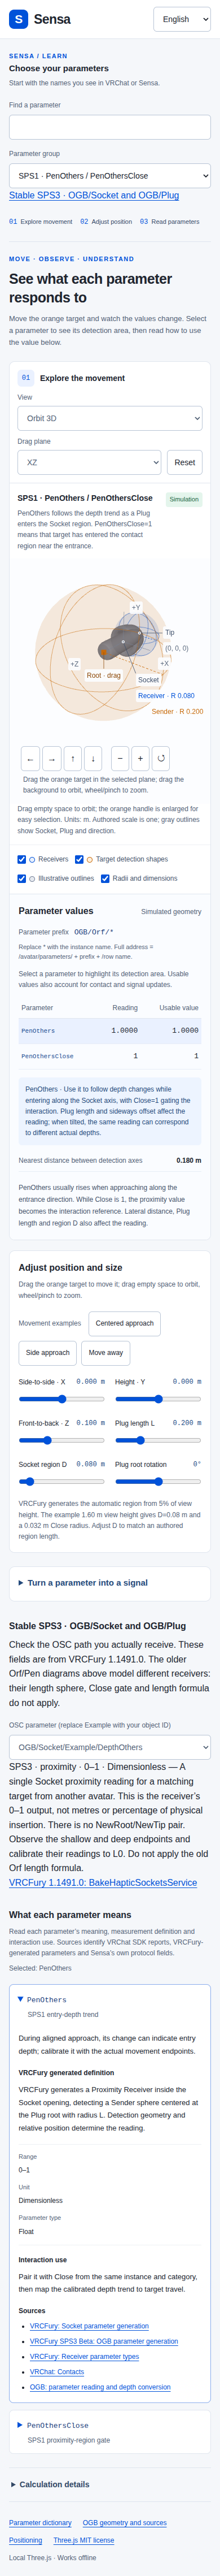 S Sensa English
SENSA / LEARN
Choose your parameters
Start with the names you see in VRChat or Sensa.
Find a parameter
Parameter group
SPS1 · PenOthers / PenOthersClose
Stable SPS3 · OGB/Socket and OGB/Plug
01 Explore movement 02 Adjust position 03 Read parameters
MOVE · OBSERVE · UNDERSTAND
See what each parameter
responds to
Move the orange target and watch the values change. Select
a parameter to see its detection area, then read how to use
the value below.
01 Explore the movement
View
Orbit 3D
Drag plane
XZ Reset
SPS1 · PenOthers / PenOthersClose Simulation
PenOthers follows the depth trend as a Plug
enters the Socket region. PenOthersClose=1
means that target has entered the contact
region near the entrance.
+Y
Tip
(0, 0, 0)
+Z +X
Root · drag
Socket
Receiver · R 0.080
Sender · R 0.200
← → ↑ ↓ − + ↺
Drag the orange target in the selected plane; drag the
background to orbit, wheel/pinch to zoom.
Drag empty space to orbit; the orange handle is enlarged for
easy selection. Units: m. Authored scale is one; gray outlines
show Socket, Plug and direction.
Receivers Target detection shapes
Illustrative outlines Radii and dimensions
Parameter values Simulated geometry
Parameter prefix OGB/Orf/*
Replace * with the instance name. Full address =
/avatar/parameters/ + prefix + /row name.
Select a parameter to highlight its detection area. Usable
values also account for contact and signal updates.
Parameter Reading Usable value
PenOthers 1.0000 1.0000
PenOthersClose 1 1
PenOthers · Use it to follow depth changes while
entering along the Socket axis, with Close=1 gating the
interaction. Plug length and sideways offset affect the
reading; when tilted, the same reading can correspond
to different actual depths.
Nearest distance between detection axes 0.180 m
PenOthers usually rises when approaching along the
entrance direction. While Close is 1, the proximity value
becomes the interaction reference. Lateral distance, Plug
length and region D also affect the reading.
Adjust position and size
Drag the orange target to move it; drag empty space to orbit,
wheel/pinch to zoom.
Movement examples Centered approach
Side approach Move away
Side-to-side · X 0.000 m Height · Y 0.000 m
Front-to-back · Z 0.100 m Plug length L 0.200 m
Socket region D 0.080 m Plug root rotation 0°
VRCFury generates the automatic region from 5% of view
height. The example 1.60 m view height gives D=0.08 m and
a 0.032 m Close radius. Adjust D to match an authored
region length.
Turn a parameter into a signal
Stable SPS3 · OGB/Socket and OGB/Plug
Check the OSC path you actually receive. These
fields are from VRCFury 1.1491.0. The older
Orf/Pen diagrams above model different receivers:
their length sphere, Close gate and length formula
do not apply.
OSC parameter (replace Example with your object ID)
OGB/Socket/Example/DepthOthers
SPS3 · proximity · 0–1 · Dimensionless — A
single Socket proximity reading for a matching
target from another avatar. This is the receiver’s
0–1 output, not metres or percentage of physical
insertion. There is no NewRoot/NewTip pair.
Observe the shallow and deep endpoints and
calibrate their readings to L0. Do not apply the old
Orf length formula.
VRCFury 1.1491.0: BakeHapticSocketsService
What each parameter means
Read each parameter’s meaning, measurement definition and
interaction use. Sources identify VRChat SDK reports, VRCFury-
generated parameters and Sensa’s own protocol fields.
Selected: PenOthers
PenOthers
SPS1 entry-depth trend
During aligned approach, its change can indicate entry
depth; calibrate it with the actual movement endpoints.
VRCFury generated definition
VRCFury generates a Proximity Receiver inside the
Socket opening, detecting a Sender sphere centered at
the Plug root with radius L. Detection geometry and
relative position determine the reading.
Range
0–1
Unit
Dimensionless
Parameter type
Float
Interaction use
Pair it with Close from the same instance and category,
then map the calibrated depth trend to target travel.
Sources
• VRCFury: Socket parameter generation
• VRCFury SPS3 Beta: OGB parameter generation
• VRCFury: Receiver parameter types
• VRChat: Contacts
• OGB: parameter reading and depth conversion
PenOthersClose
SPS1 proximity-region gate
Calculation details
Parameter dictionary OGB geometry and sources
Positioning Three.js MIT license
Local Three.js · Works offline